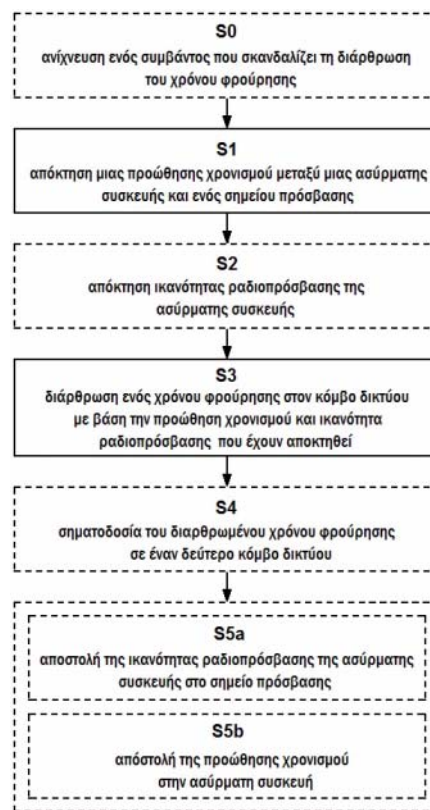 S0
ανίχνευση ενός συμβάντος που σκανδαλίζει τη διάρθρωση
του χρόνου φρούρησης
S1
απόκτηση μιας προώθησης χρονισμού μεταξύ μιας ασύρματης
συσκευής και ενός σημείου πρόσβασης
S2
απόκτηση ικανότητας ραδιοπρόσβασης της
ασύρματης συσκευής
S3
διάρθρωση ενός χρόνου φρούρησης στον κόμβο δικτύου
με βάση την προώθηση χρονισμού και ικανότητα
ραδιοπρόσβασης που έχουν αποκτηθεί
S4
σηματοδοσία του διαρθρωμένου χρόνου φρούρησης
σε έναν δεύτερο κόμβο δικτύου
S5a
αποστολή της ικανότητας ραδιοπρόσβασης της ασύρματης
συσκευής στο σημείο πρόσβασης
S5b
απόστολή της προώθησης χρονισμού
στην ασύρματη συσκευή